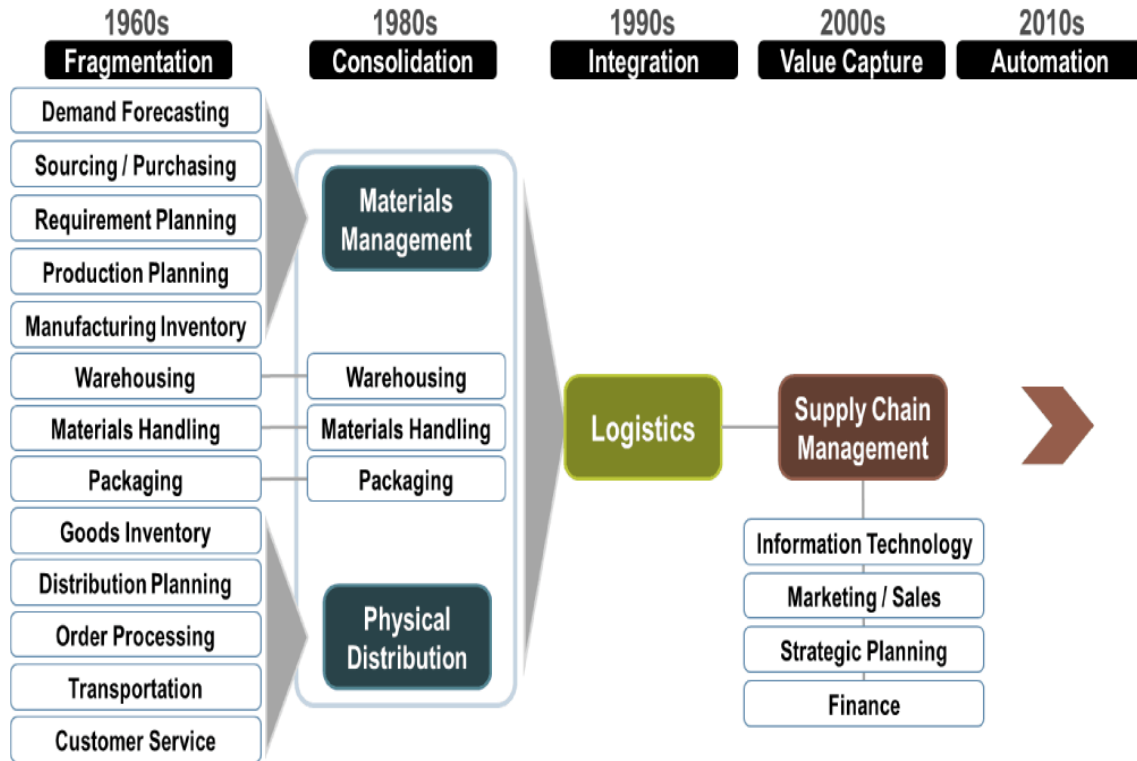 1960s
Fragmentation
1980s
Consolidation
1990s
Integration
2000s
Value Capture
2010s
Automation
Demand Forecasting
Sourcing / Purchasing
Requirement Planning
Production Planning
Manufacturing Inventory
Warehousing
Materials Handling
Packaging
Goods Inventory
Distribution Planning
Order Processing
Transportation
Customer Service
Materials
Management
Warehousing
Materials Handling
Packaging
Physical
Distribution
Logistics
Supply Chain
Management
Information Technology
Marketing / Sales
Strategic Planning
Finance